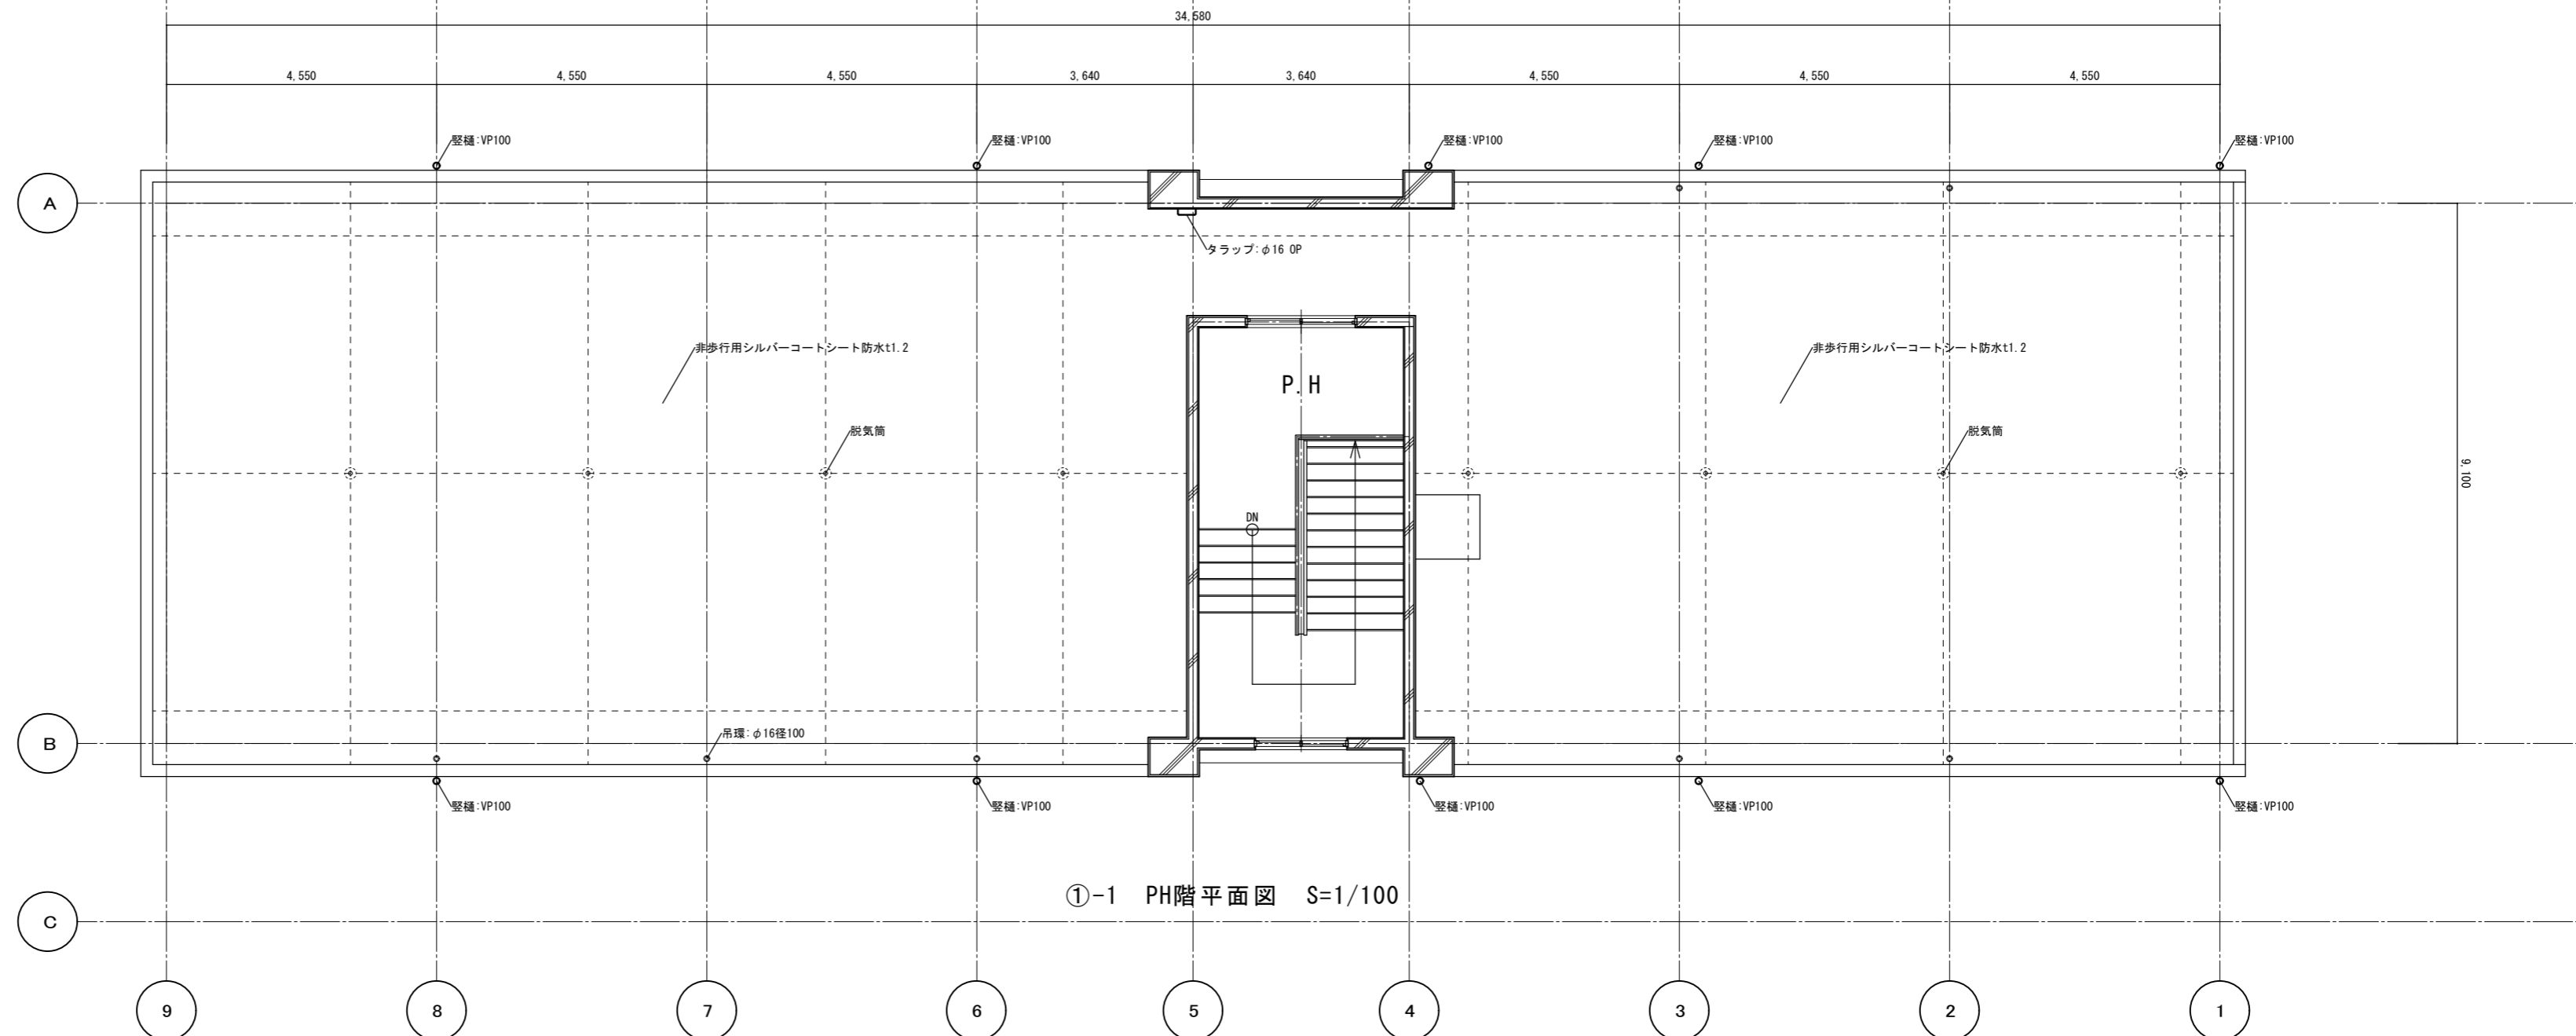 34,580
4,550
4,550
4,550
3,640
3,640
4,550
4,550
4,550
竪樋:VP100
竪樋:VP100
竪樋:VP100
竪樋:VP100
竪樋:VP100
A
タラップ:φ16 OP
非歩行用シルバーコートシート防水t1.2
非歩行用シルバーコートシート防水t1.2
P.H
脱気筒
脱気筒
9,100
DN
吊環:φ16径100
B
竪樋:VP100
竪樋:VP100
竪樋:VP100
竪樋:VP100
竪樋:VP100
①-1 PH階平面図 S=1/100
C
9
8
7
6
5
4
3
2
1